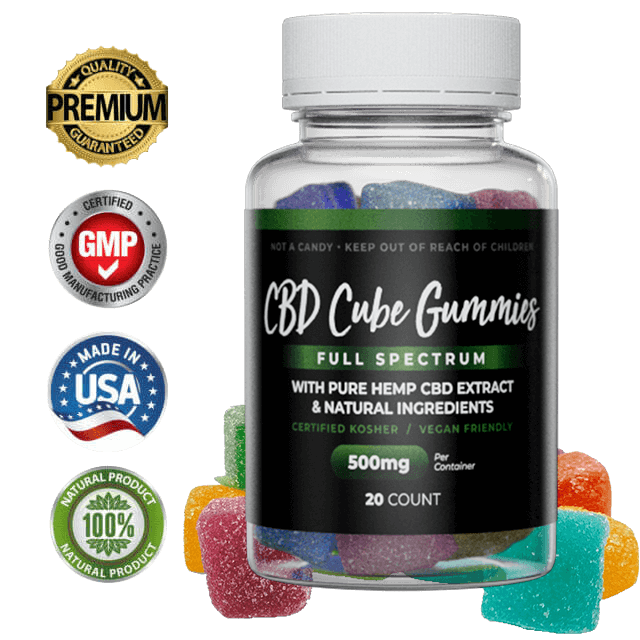 QUALITY
PREMIUM
GUARANTEED
CERTIFIED
GMP
GOOD MANUFACTURING PRACTICE
MADE IN
USA
NATURAL PRODUCT
100%
NATURAL PRODUCT
NOT A CANDY • KEEP OUT OF REACH OF CHILDREN
CBD Cube Gummies
FULL SPECTRUM
WITH PURE HEMP CBD EXTRACT
& NATURAL INGREDIENTS
CERTIFIED KOSHER / VEGAN FRIENDLY
500mg Per
Container
20 COUNT